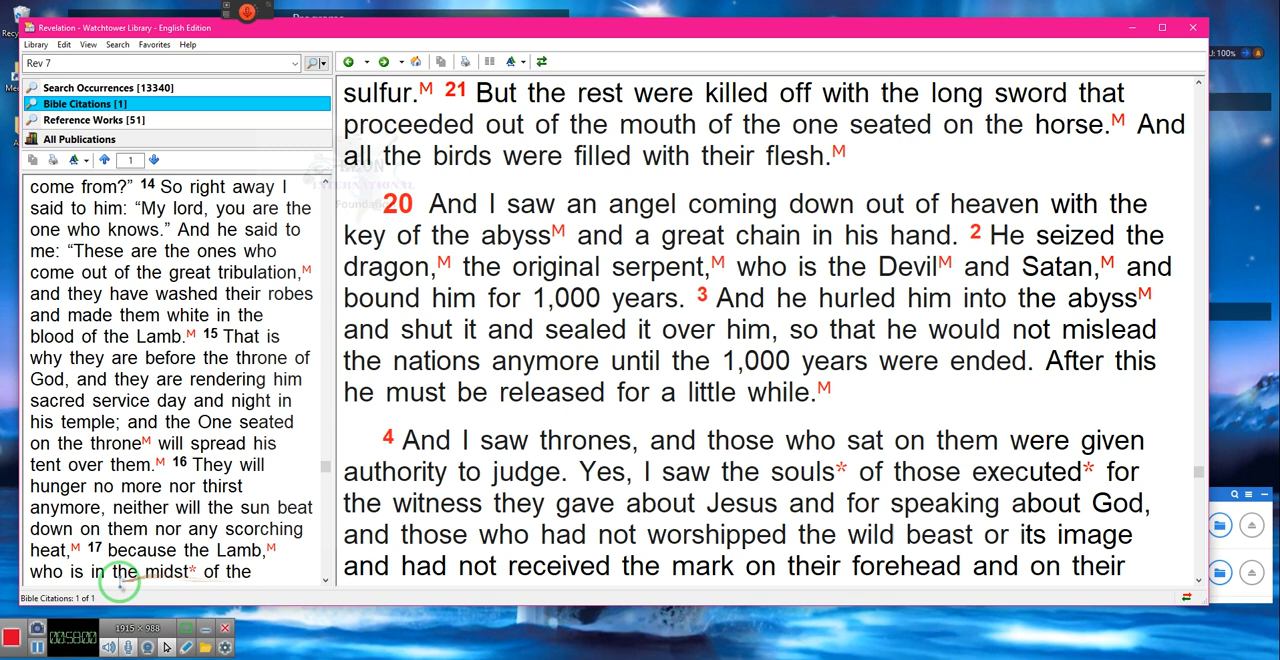 Revelation - Watchtower Library - English Edition
Library Edit View Search Favorites Help
Rev 7
Search Occurrences [13340]
Bible Citations [1]
Reference Works [51]
All Publications
1
come from?” 14 So right away I
said to him: “My lord, you are the
one who knows.” And he said to
me: “These are the ones who
come out of the great tribulation,M
and they have washed their robes
and made them white in the
blood of the Lamb.M 15 That is
why they are before the throne of
God, and they are rendering him
sacred service day and night in
his temple; and the One seated
on the throneM will spread his
tent over them.M 16 They will
hunger no more nor thirst
anymore, neither will the sun beat
down on them nor any scorching
heat,M 17 because the Lamb,M
who is in the midst* of the
Bible Citations: 1 of 1
sulfur.M 21 But the rest were killed off with the long sword that
proceeded out of the mouth of the one seated on the horse.M And
all the birds were filled with their flesh.M
20 And I saw an angel coming down out of heaven with the
key of the abyssM and a great chain in his hand. 2 He seized the
dragon,M the original serpent,M who is the DevilM and Satan,M and
bound him for 1,000 years. 3 And he hurled him into the abyssM
and shut it and sealed it over him, so that he would not mislead
the nations anymore until the 1,000 years were ended. After this
he must be released for a little while.M
4 And I saw thrones, and those who sat on them were given
authority to judge. Yes, I saw the souls* of those executed* for
the witness they gave about Jesus and for speaking about God,
and those who had not worshipped the wild beast or its image
and had not received the mark on their forehead and on their
INTERNATIONAL
Foundation
U: 100%
1915 × 988
00:58:00